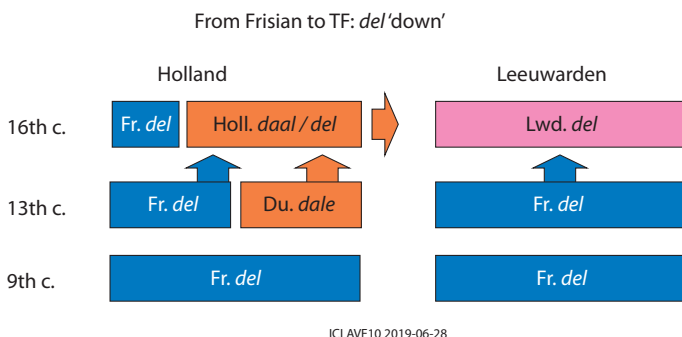 From Frisian to TF: del 'down'
Holland Leeuwarden
16th c. Fr. del Holl. daal / del Lwd. del
13th c. Fr. del Du. dale Fr. del
9th c. Fr. del Fr. del
ICLAVE10 2019-06-28